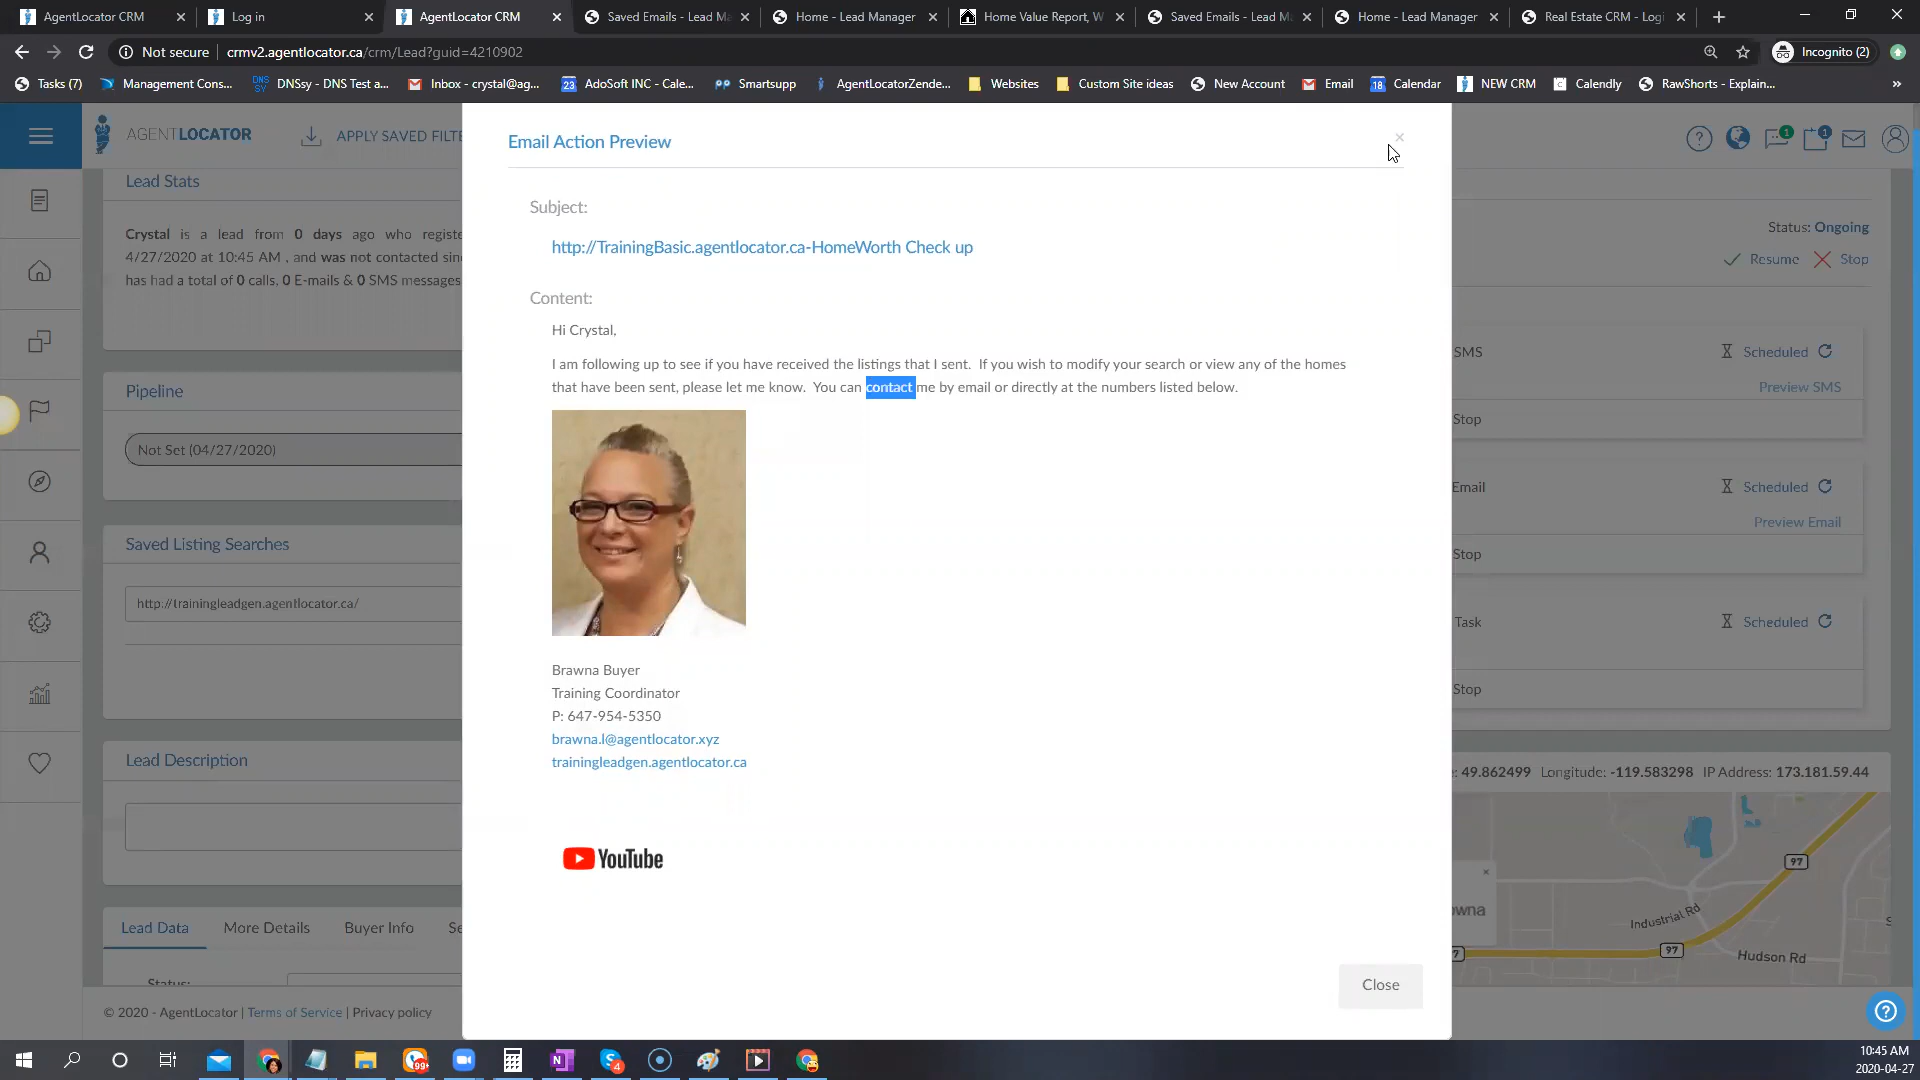 AgentLocator CRM
Log in
AgentLocator CRM
Saved Emails - Lead M
Home - Lead Manager
Home Value Report, W
Saved Emails - Lead M
Home - Lead Manager
Real Estate CRM - Logi
Not secure
crmv2.agentlocator.ca/crm/Lead?guid=4210902
Incognito (2)
Tasks (7)
Management Cons...
DNSsy - DNS Test a...
Inbox - crystal@ag...
AdoSoft INC - Cale...
Smartsupp
AgentLocatorZende...
Websites
Custom Site ideas
New Account
Email
Calendar
NEW CRM
Calendly
RawShorts - Explain...
»
AGENTLOCATOR
APPLY SAVED FILTE
1
1
Lead Stats
Crystal is a lead from 0 days ago who registe
4/27/2020 at 10:45 AM , and was not contacted sinc
has had a total of 0 calls, 0 E-mails & 0 SMS messages
Pipeline
Not Set (04/27/2020)
Saved Listing Searches
http://trainingleadgen.agentlocator.ca/
Lead Description
Lead Data
More Details
Buyer Info
Se
Status:
© 2020 - AgentLocator | Terms of Service | Privacy policy
Email Action Preview
Subject:
http://TrainingBasic.agentlocator.ca-HomeWorth Check up
Content:
Hi Crystal,
I am following up to see if you have received the listings that I sent.  If you wish to modify your search or view any of the homes
that have been sent, please let me know.  You can contact me by email or directly at the numbers listed below.
Brawna Buyer
Training Coordinator
P: 647-954-5350
brawna.l@agentlocator.xyz
trainingleadgen.agentlocator.ca
YouTube
Close
Status: Ongoing
Resume
Stop
SMS
Scheduled
Preview SMS
Stop
Email
Scheduled
Preview Email
Stop
Task
Scheduled
Stop
: 49.862499 Longitude: -119.583298 IP Address: 173.181.59.44
97
owna
Industrial Rd
97
Hudson Rd
99+
4
10:45 AM
2020-04-27